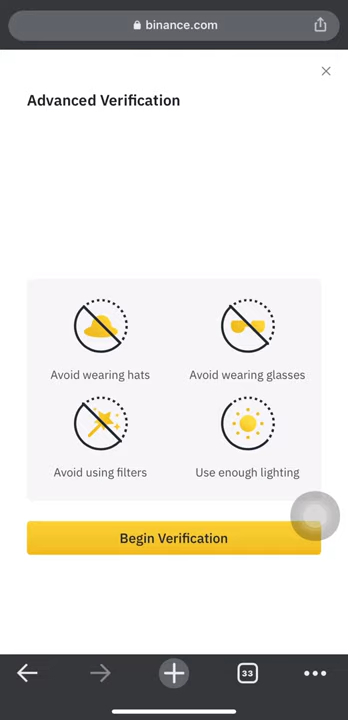 binance.com
Advanced Verification
Avoid wearing hats
Avoid wearing glasses
Avoid using filters
Use enough lighting
Begin Verification
33